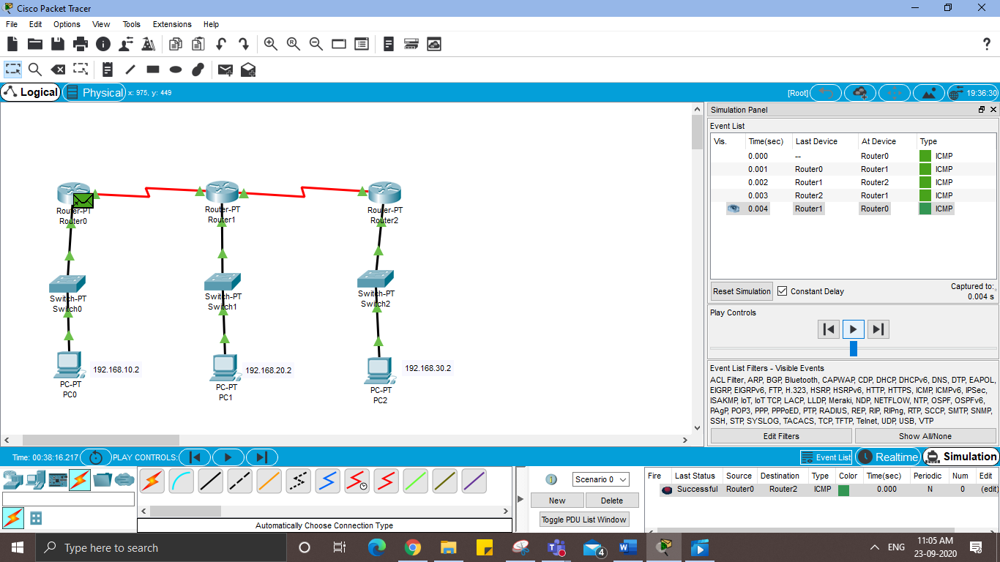 Cisco Packet Tracer
File Edit Options View Tools Extensions Help
?
Logical Physical x: 975, y: 449 [Root] 19:36:30
Simulation Panel
Event List
Vis. Time(sec) Last Device At Device Type
0.000 -- Router0 ICMP
0.001 Router0 Router1 ICMP
0.002 Router1 Router2 ICMP
0.003 Router2 Router1 ICMP
0.004 Router1 Router0 ICMP
Reset Simulation Constant Delay Captured to:
0.004 s
Play Controls
Event List Filters - Visible Events
ACL Filter, ARP, BGP, Bluetooth, CAPWAP, CDP, DHCP, DHCPv6, DNS, DTP, EAPOL,
EIGRP, EIGRPv6, FTP, H.323, HSRP, HSRPv6, HTTP, HTTPS, ICMP, ICMPv6, IPSec,
ISAKMP, IoT, IoT TCP, LACP, LLDP, Meraki, NDP, NETFLOW, NTP, OSPF, OSPFv6,
PAgP, POP3, PPP, PPPoED, PTP, RADIUS, REP, RIP, RIPng, RTP, SCCP, SMTP, SNMP,
SSH, STP, SYSLOG, TACACS, TCP, TFTP, Telnet, UDP, USB, VTP
Edit Filters Show All/None
Router-PT
Router0
Router-PT
Router1
Router-PT
Router2
Switch-PT
Switch0
Switch-PT
Switch1
Switch-PT
Switch2
192.168.10.2
PC-PT
PC0
192.168.20.2
PC-PT
PC1
192.168.30.2
PC-PT
PC2
Time: 00:38:16.217 PLAY CONTROLS: Event List Realtime Simulation
Automatically Choose Connection Type
Scenario 0
New Delete
Toggle PDU List Window
Fire Last Status Source Destination Type Color Time(sec) Periodic Num Edit
Successful Router0 Router2 ICMP 0.000 N 0 (edit)
Type here to search
4
ENG
11:05 AM
23-09-2020